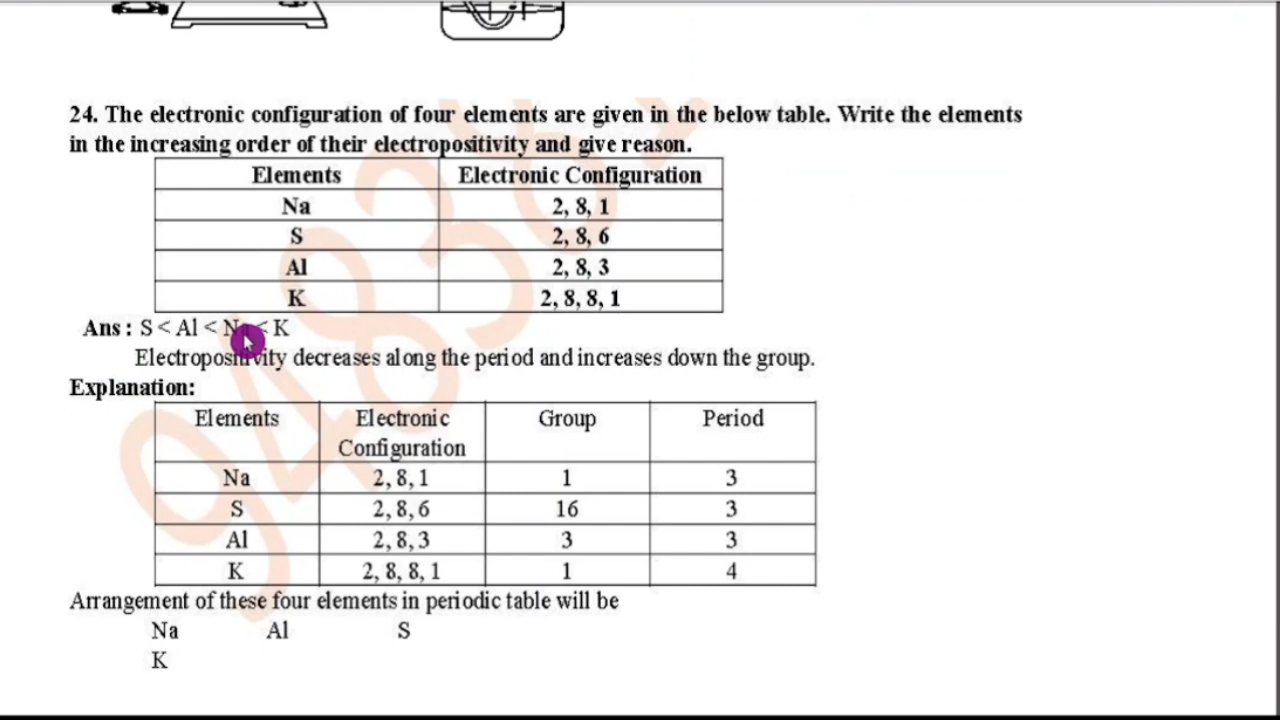 24. The electronic configuration of four elements are given in the below table. Write the elements
in the increasing order of their electropositivity and give reason.
Elements Electronic Configuration
Na 2, 8, 1
S 2, 8, 6
Al 2, 8, 3
K 2, 8, 8, 1
Ans : S < Al < Na < K
Electropositivity decreases along the period and increases down the group.
Explanation:
Elements Electronic Configuration Group Period
Na 2, 8, 1 1 3
S 2, 8, 6 16 3
Al 2, 8, 3 3 3
K 2, 8, 8, 1 1 4
Arrangement of these four elements in periodic table will be
Na Al S
K